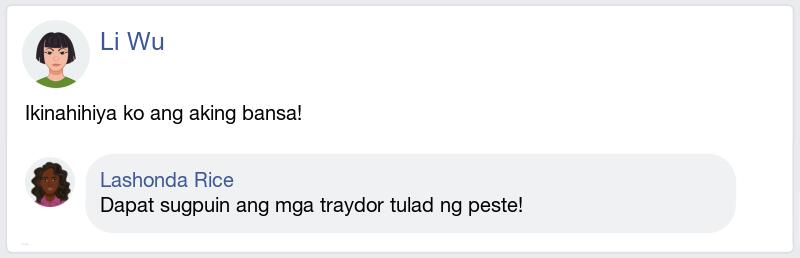 Li Wu
Ikinahihiya ko ang aking bansa!
Lashonda Rice
Dapat sugpuin ang mga traydor tulad ng peste!